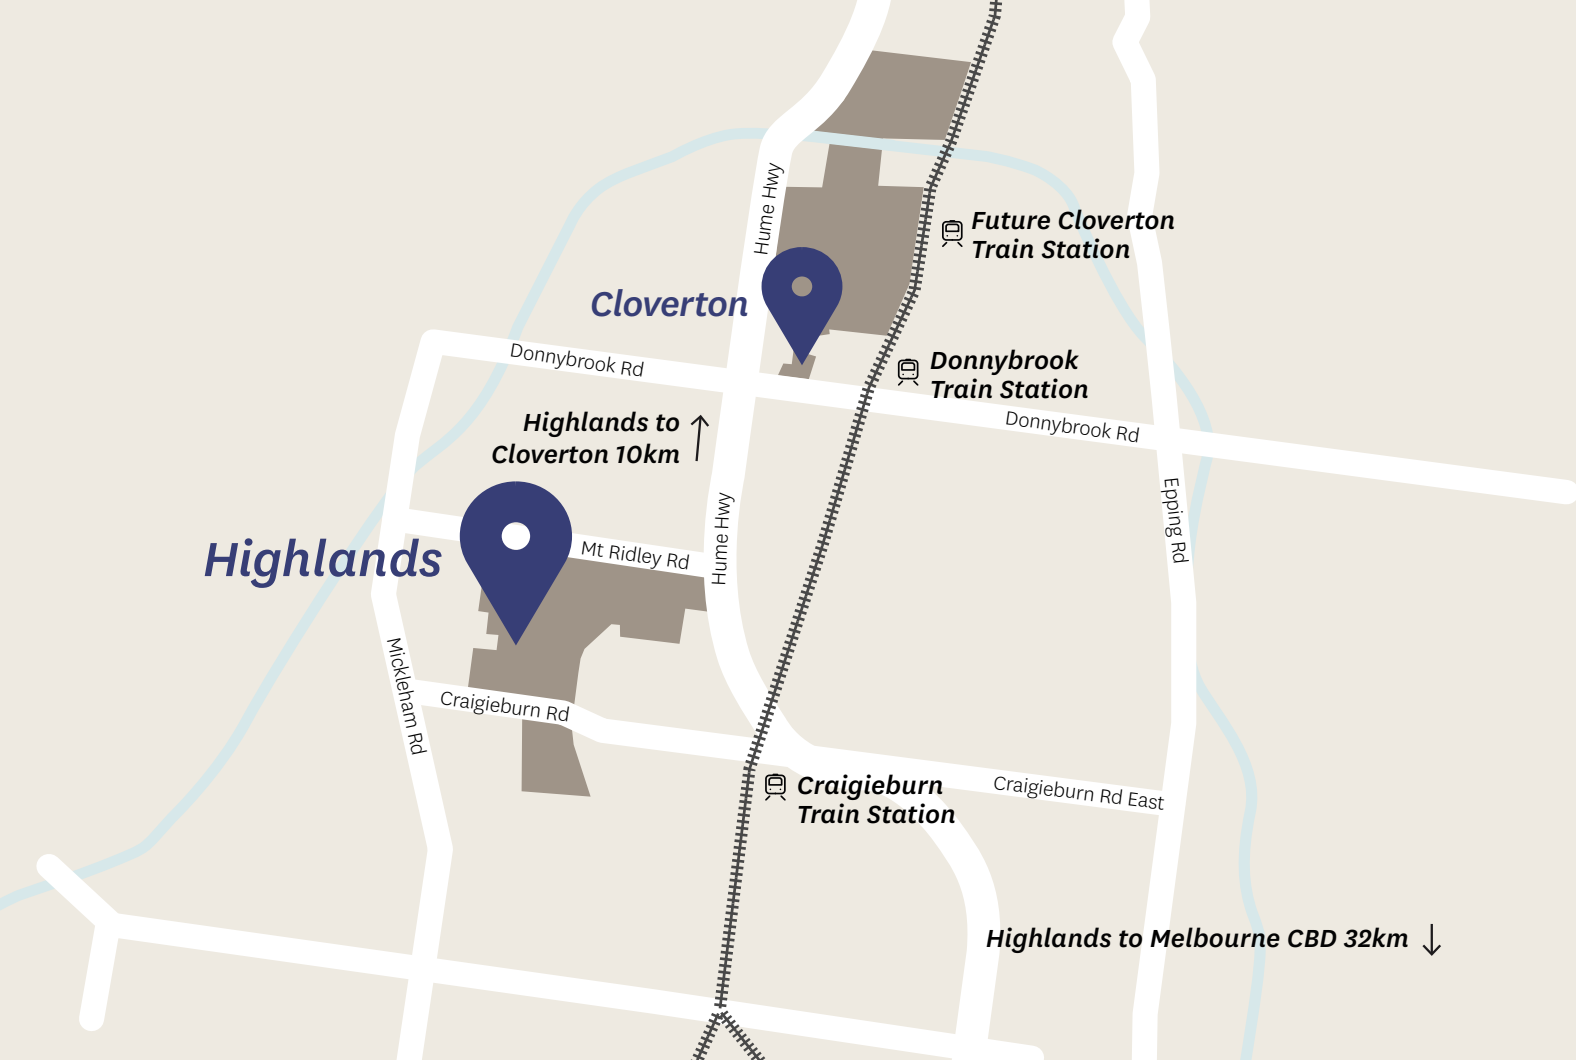 Hume Hwy
Future Cloverton
Train Station
Cloverton
Donnybrook Rd
Donnybrook
Train Station
Highlands to
Cloverton 10km
Donnybrook Rd
Highlands
Mt Ridley Rd
Hume Hwy
Epping Rd
Mickleham Rd
Craigieburn Rd
Craigieburn
Train Station
Craigieburn Rd East
Highlands to Melbourne CBD 32km